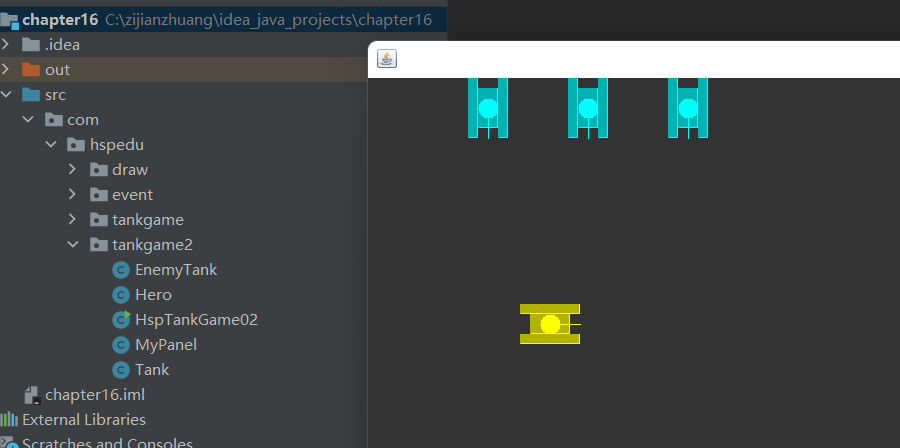 chapter16 C:\zijianzhuang\idea_java_projects\chapter16
.idea
out
src
com
hspedu
draw
event
tankgame
tankgame2
EnemyTank
Hero
HspTankGame02
MyPanel
Tank
chapter16.iml
External Libraries
Scratches and Consoles